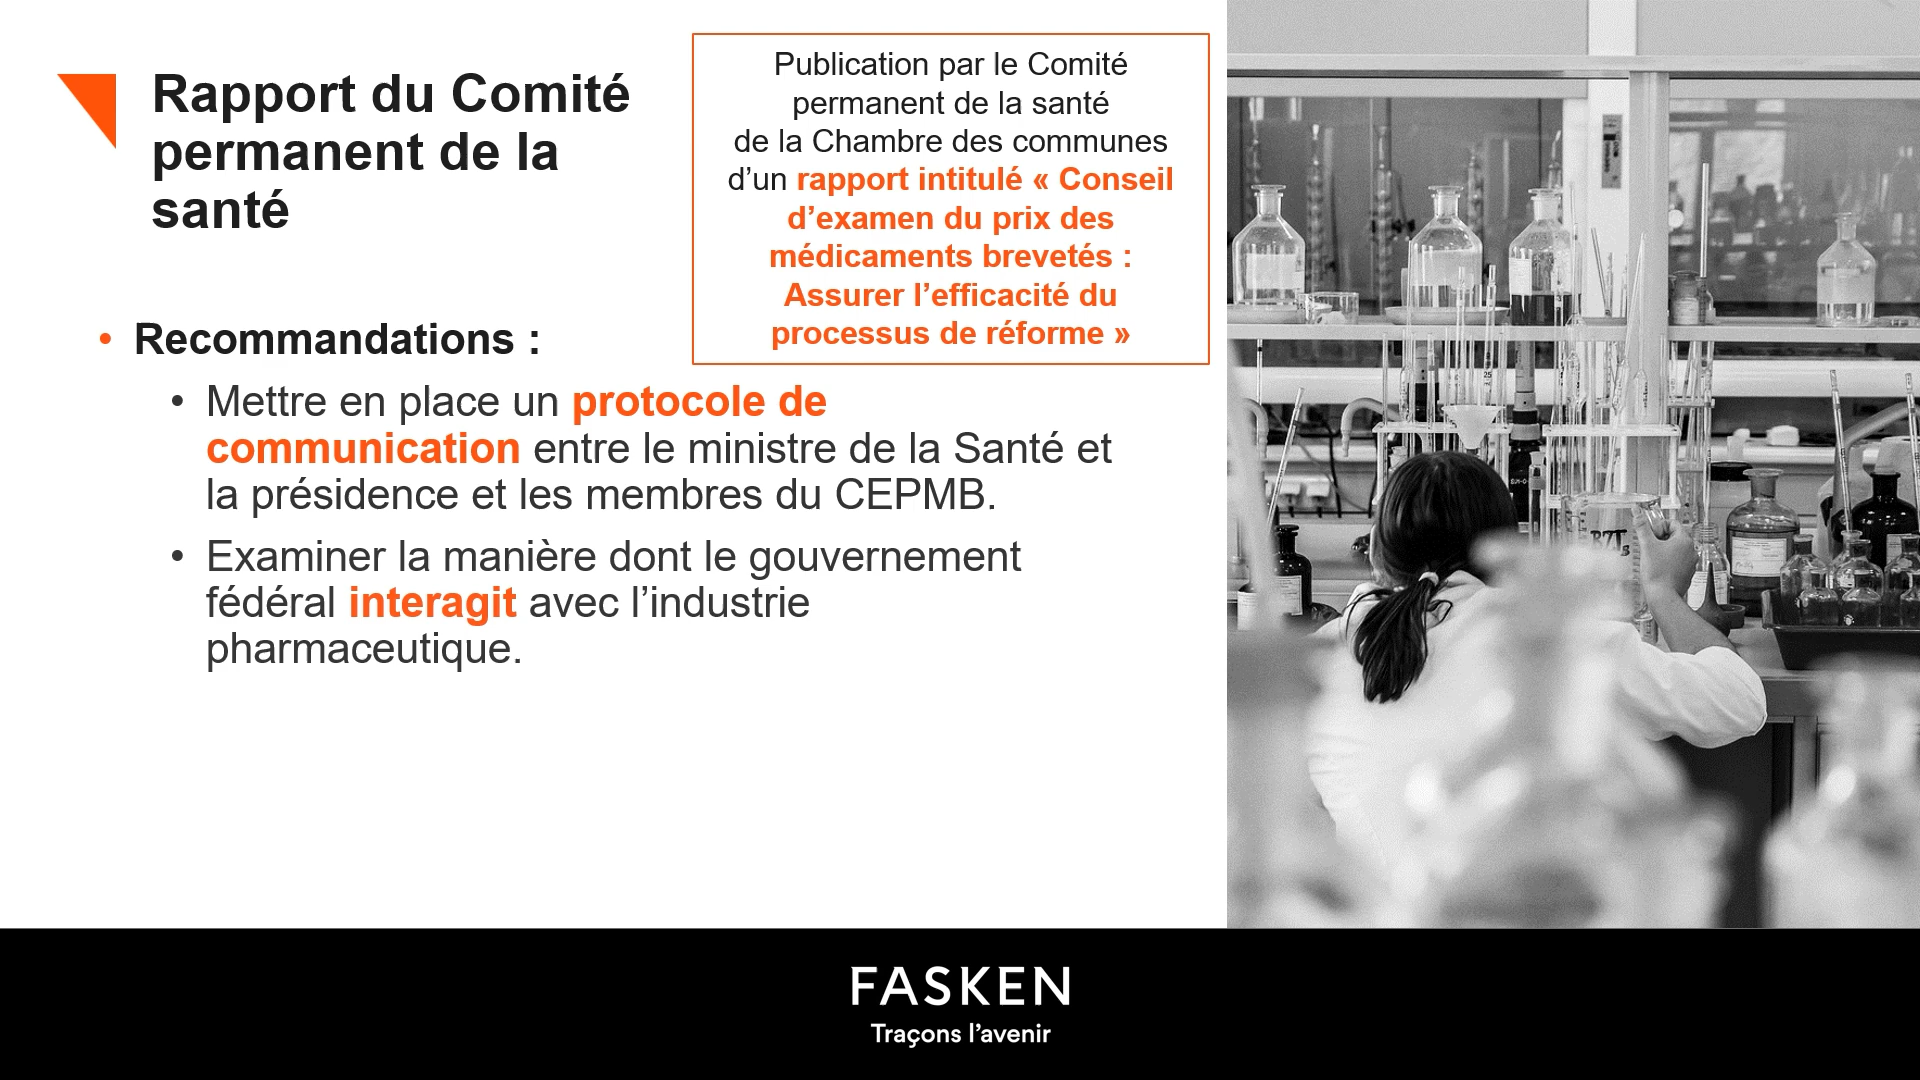 Rapport du Comité
permanent de la
santé
Publication par le Comité
permanent de la santé
de la Chambre des communes
d’un rapport intitulé « Conseil
d’examen du prix des
médicaments brevetés :
Assurer l’efficacité du
processus de réforme »
• Recommandations :
• Mettre en place un protocole de
communication entre le ministre de la Santé et
la présidence et les membres du CEPMB.
• Examiner la manière dont le gouvernement
fédéral interagit avec l’industrie
pharmaceutique.
FASKEN
Traçons l’avenir